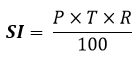 SI = P × T × R / 100